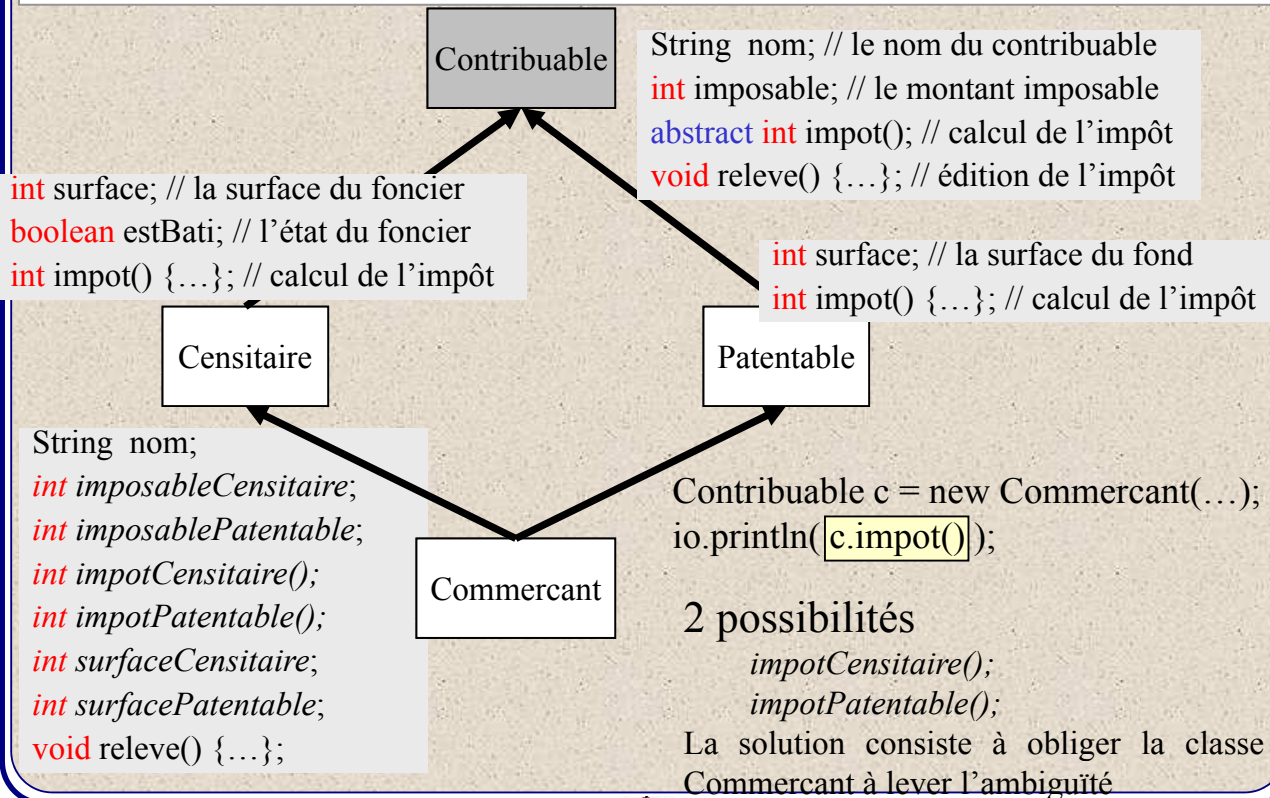 Contribuable
String nom; // le nom du contribuable
int imposable; // le montant imposable
abstract int impot(); // calcul de l’impôt
void releve() {…}; // édition de l’impôt
int surface; // la surface du foncier
boolean estBati; // l’état du foncier
int impot() {…}; // calcul de l’impôt
int surface; // la surface du fond
int impot() {…}; // calcul de l’impôt
Censitaire
Patentable
String nom;
int imposableCensitaire;
int imposablePatentable;
int impotCensitaire();
int impotPatentable();
int surfaceCensitaire;
int surfacePatentable;
void releve() {…};
Commercant
Contribuable c = new Commercant(…);
io.println(c.impot());
2 possibilités
impotCensitaire();
impotPatentable();
La solution consiste à obliger la classe
Commercant à lever l’ambiguïté